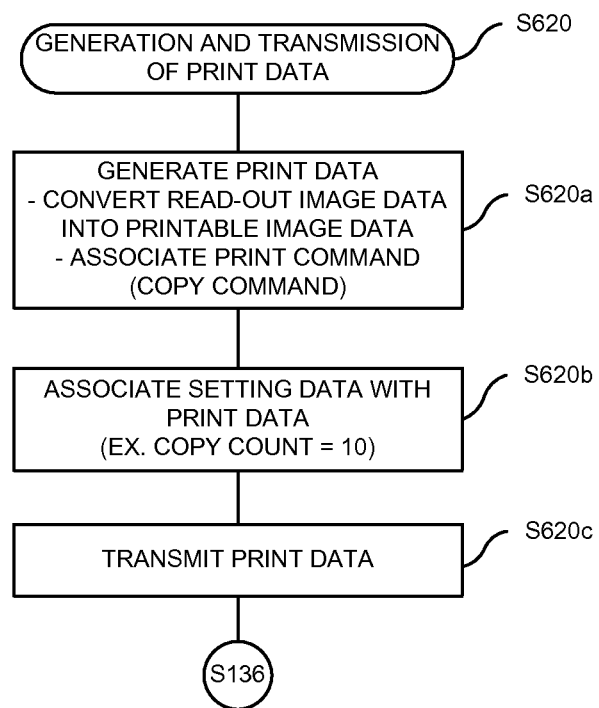 GENERATION AND TRANSMISSION
OF PRINT DATA
S620
GENERATE PRINT DATA
- CONVERT READ-OUT IMAGE DATA
INTO PRINTABLE IMAGE DATA
- ASSOCIATE PRINT COMMAND
(COPY COMMAND)
S620a
ASSOCIATE SETTING DATA WITH
PRINT DATA
(EX. COPY COUNT = 10)
S620b
TRANSMIT PRINT DATA
S620c
S136